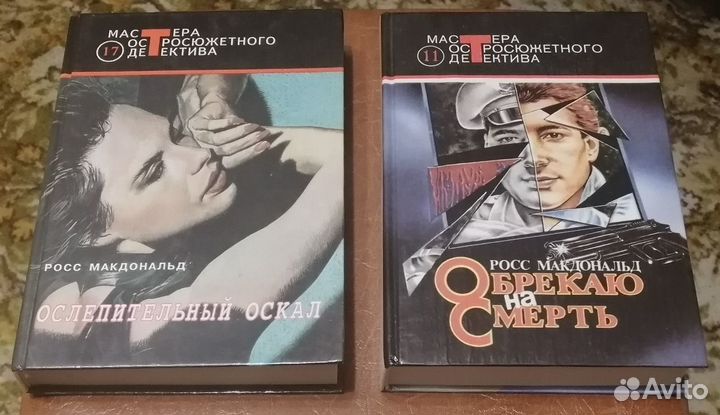 МАСТЕРА
17 ОСТРОСЮЖЕТНОГО
ДЕТЕКТИВА
РОСС МАКДОНАЛЬД
ОСЛЕПИТЕЛЬНЫЙ ОСКАЛ
МАСТЕРА
11 ОСТРОСЮЖЕТНОГО
ДЕТЕКТИВА
РОСС МАКДОНАЛЬД
ОБРЕКАЮ
на
СМЕРТЬ
Avito